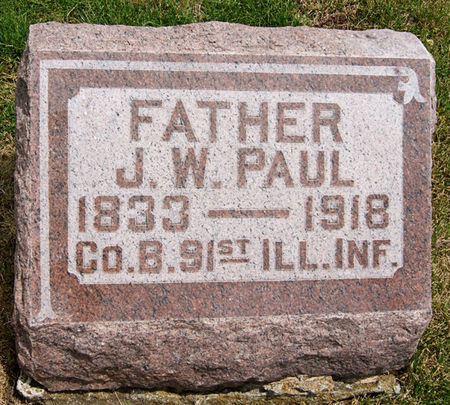 FATHER
J. W. PAUL
1833 — 1918
Co. B. 91ST ILL. INF.